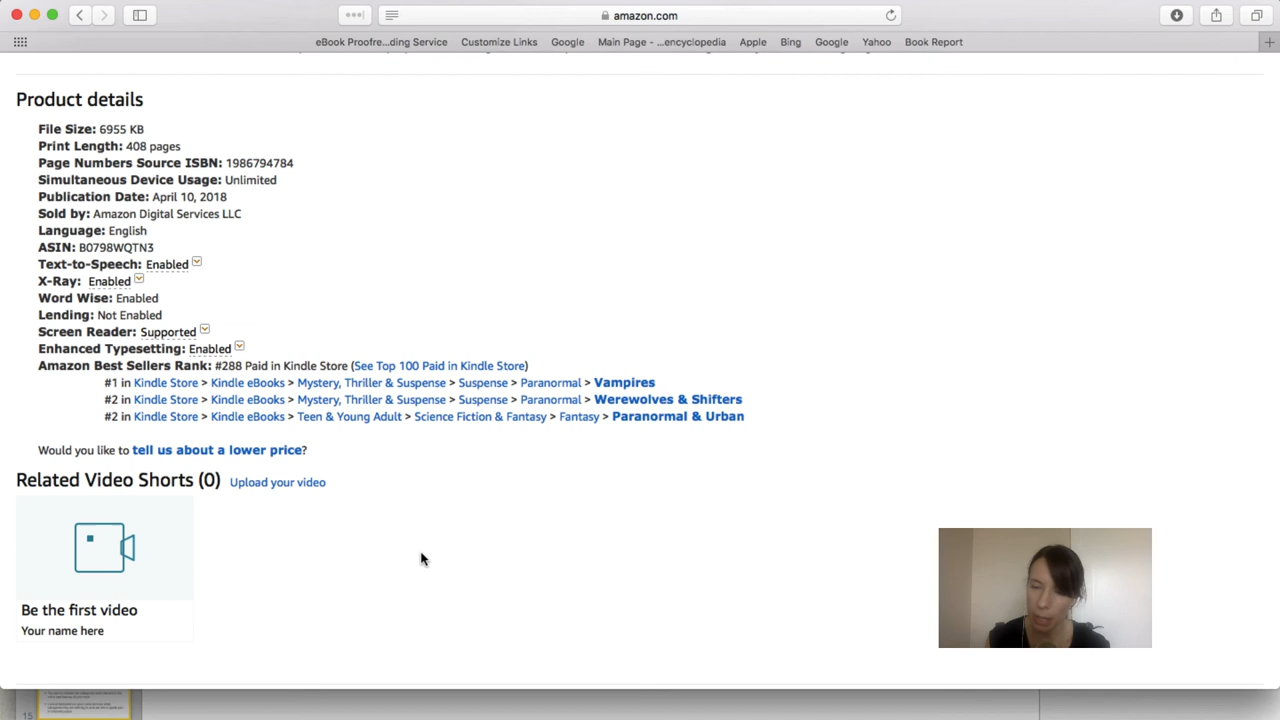 amazon.com
eBook Proofre...ding Service Customize Links Google Main Page - ...encyclopedia Apple Bing Google Yahoo Book Report
Product details
File Size: 6955 KB
Print Length: 408 pages
Page Numbers Source ISBN: 1986794784
Simultaneous Device Usage: Unlimited
Publication Date: April 10, 2018
Sold by: Amazon Digital Services LLC
Language: English
ASIN: B0798WQTN3
Text-to-Speech: Enabled
X-Ray: Enabled
Word Wise: Enabled
Lending: Not Enabled
Screen Reader: Supported
Enhanced Typesetting: Enabled
Amazon Best Sellers Rank: #288 Paid in Kindle Store (See Top 100 Paid in Kindle Store)
#1 in Kindle Store > Kindle eBooks > Mystery, Thriller & Suspense > Suspense > Paranormal > Vampires
#2 in Kindle Store > Kindle eBooks > Mystery, Thriller & Suspense > Suspense > Paranormal > Werewolves & Shifters
#2 in Kindle Store > Kindle eBooks > Teen & Young Adult > Science Fiction & Fantasy > Fantasy > Paranormal & Urban
Would you like to tell us about a lower price?
Related Video Shorts (0) Upload your video
Be the first video
Your name here
15